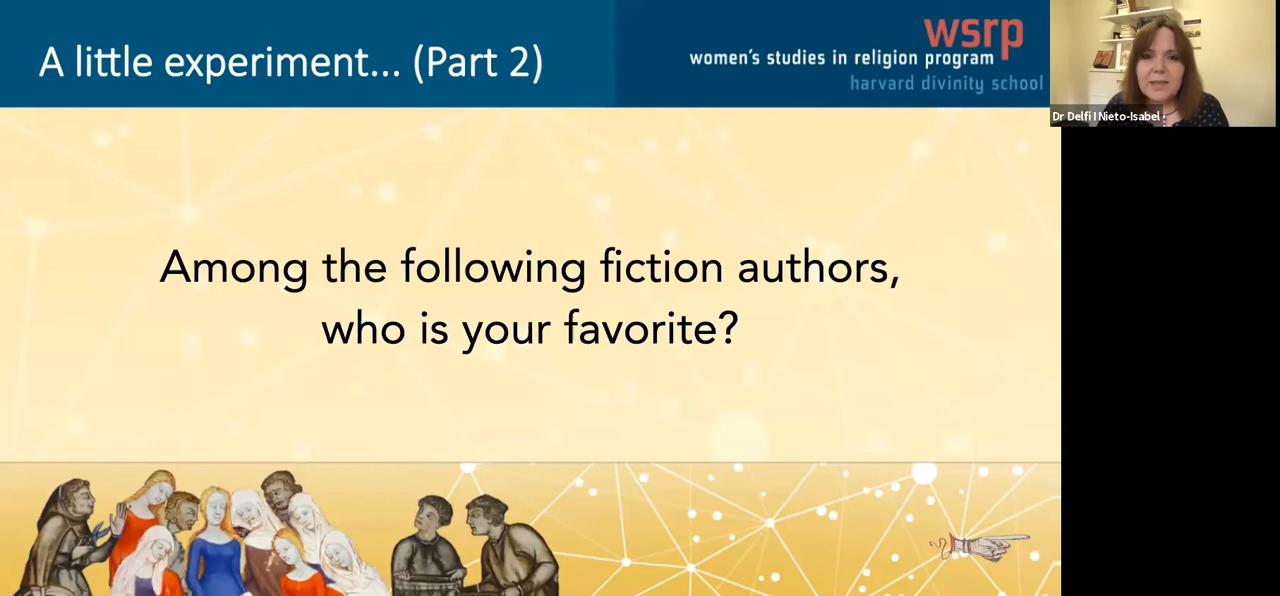 A little experiment... (Part 2)
wsrp
women's studies in religion program
harvard divinity school
Dr Delfi I Nieto-Isabel
Among the following fiction authors,
who is your favorite?